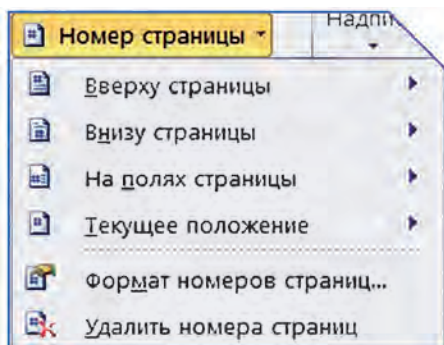 Номер страницы
Вверху страницы
Внизу страницы
На полях страницы
Текущее положение
Формат номеров страниц...
Удалить номера страниц